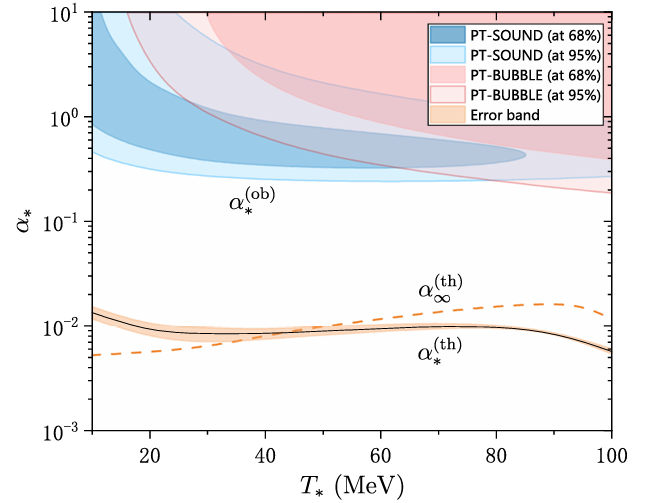 10¹
10⁰
10⁻¹
10⁻²
10⁻³
α*
PT-SOUND (at 68%)
PT-SOUND (at 95%)
PT-BUBBLE (at 68%)
PT-BUBBLE (at 95%)
Error band
α*(ob)
α∞(th)
α*(th)
20 40 60 80 100
T* (MeV)